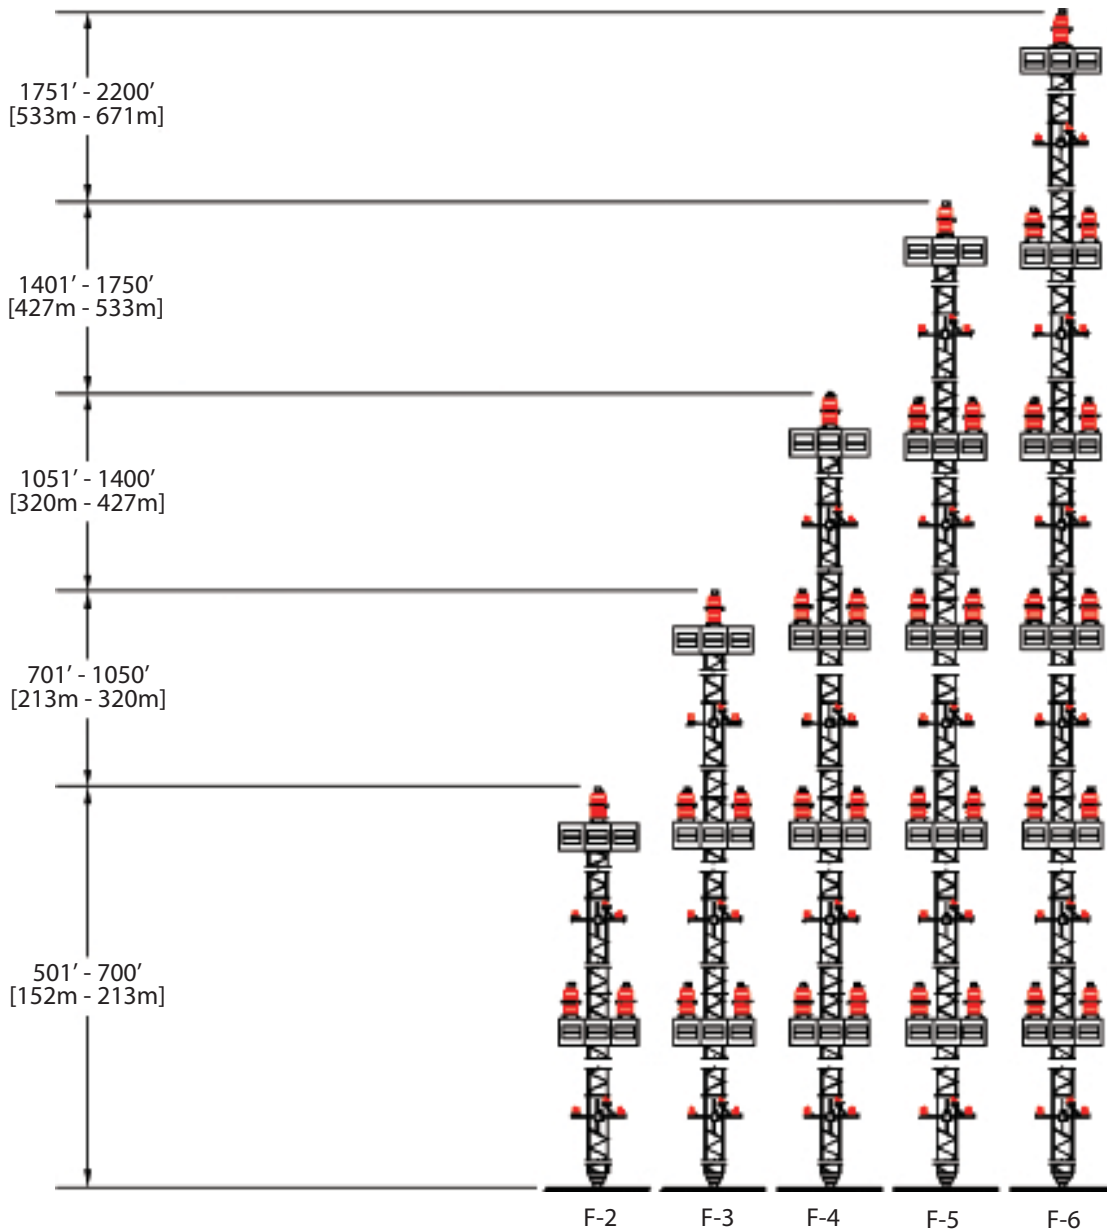 1751’ - 2200’
[533m - 671m]
1401’ - 1750’
[427m - 533m]
1051’ - 1400’
[320m - 427m]
701’ - 1050’
[213m - 320m]
501’ - 700’
[152m - 213m]
F-2 F-3 F-4 F-5 F-6